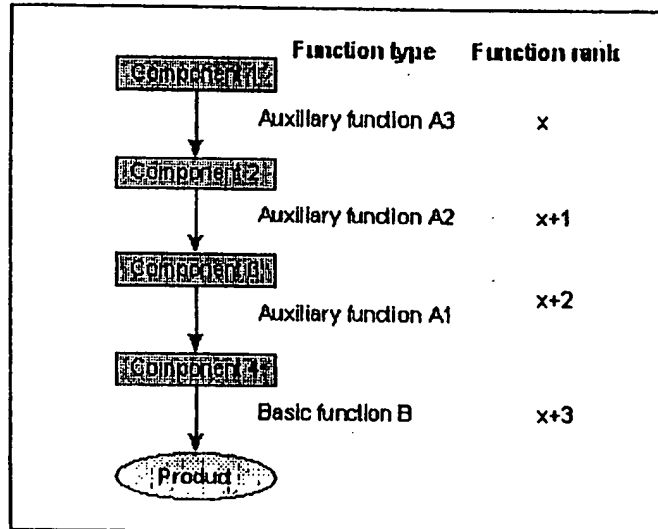 Function type Function rank
Component 1
Auxiliary function A3 x
Component 2
Auxiliary function A2 x+1
Component 3
Auxiliary function A1 x+2
Component 4
Basic function B x+3
Product